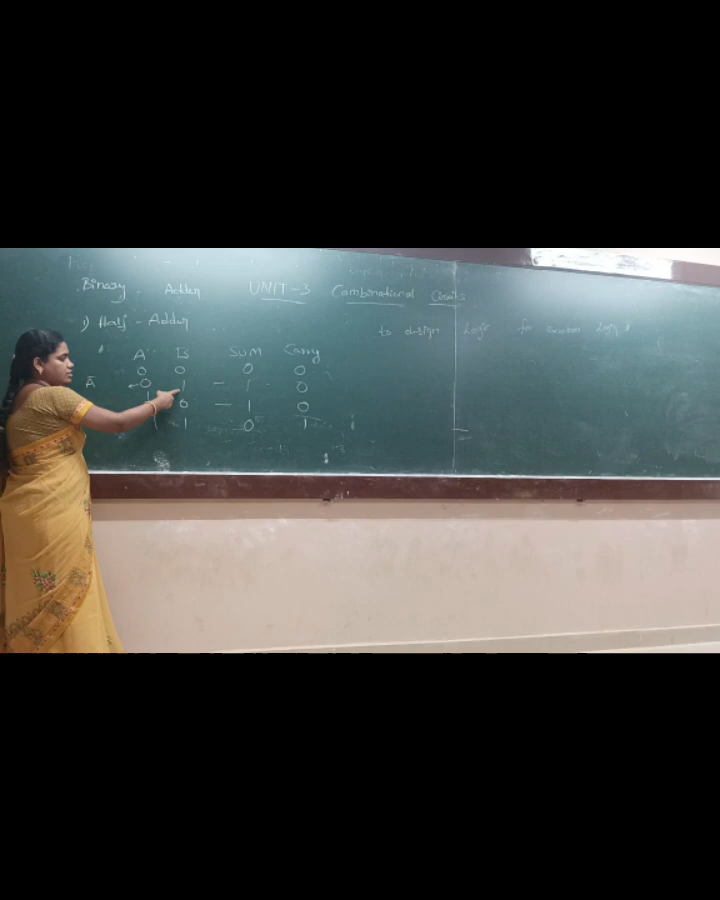 Binary Adder UNIT-3 Combinational Circuits
1) Half - Adder
to design Logic for
A B SUM Carry
0 0 0 0
Ā 0 1 - 1 0
1 0 - 1 0
1 1 0 1